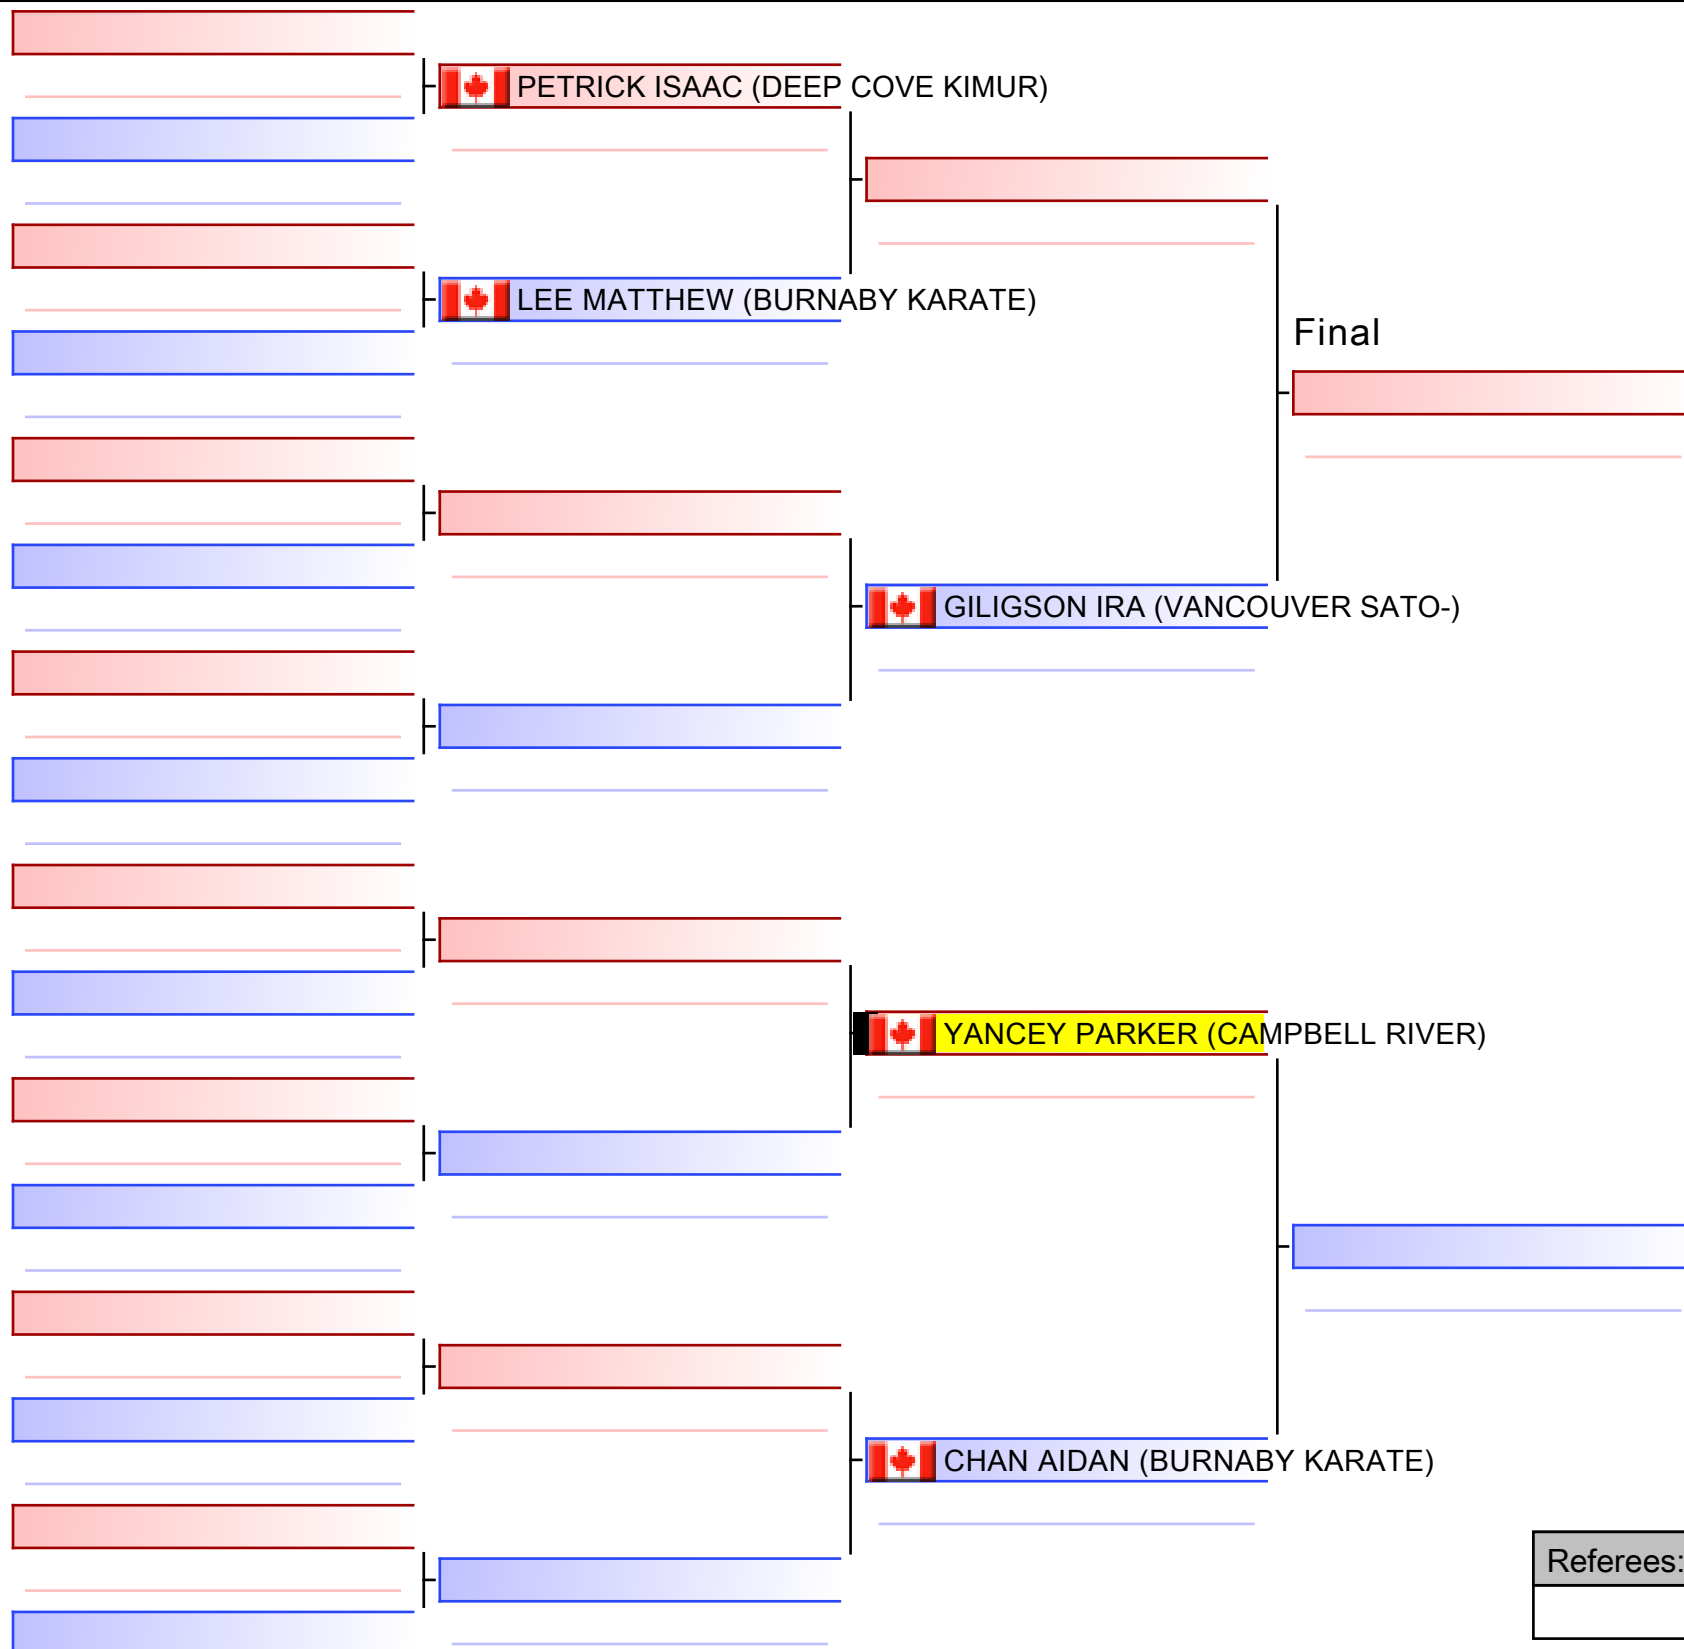 PETRICK ISAAC (DEEP COVE KIMUR)
LEE MATTHEW (BURNABY KARATE)
Final
GILIGSON IRA (VANCOUVER SATO-)
YANCEY PARKER (CAMPBELL RIVER)
CHAN AIDAN (BURNABY KARATE)
Referees: